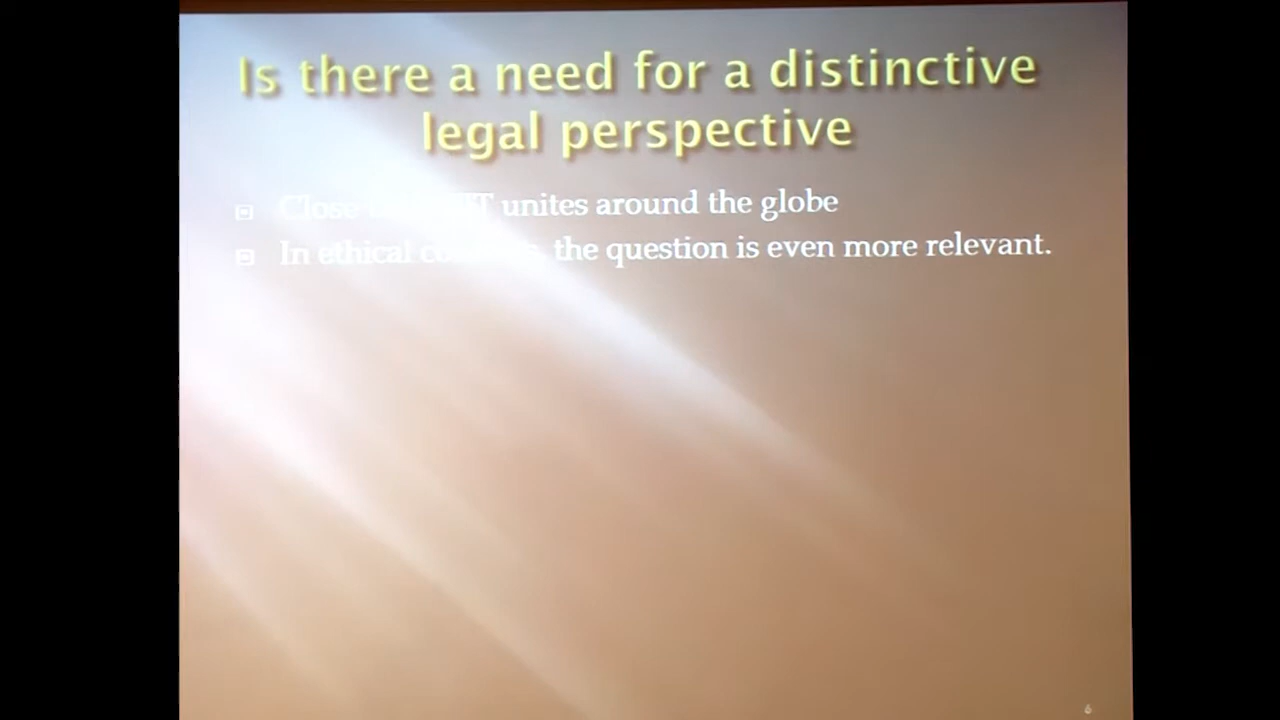 Is there a need for a distinctive
legal perspective
Close unites around the globe
In ethical the question is even more relevant.
6